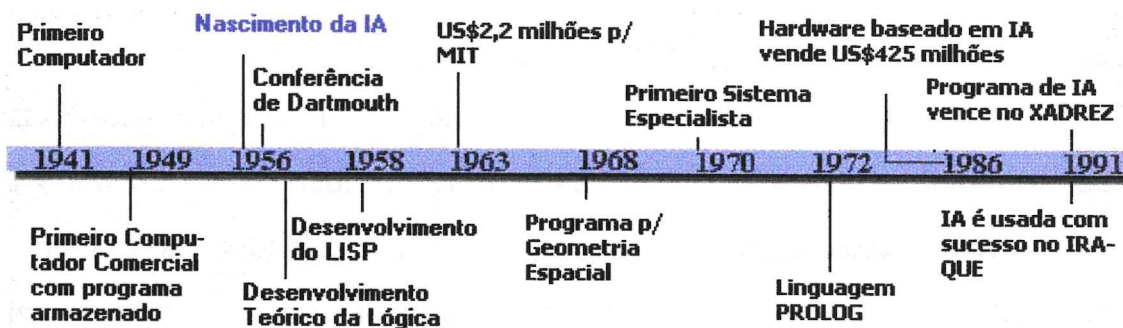 Primeiro
Computador
Nascimento da IA
Conferência
de Dartmouth
US$2,2 milhões p/
MIT
Primeiro Sistema
Especialista
Hardware baseado em IA
vende US$425 milhões
Programa de IA
vence no XADREZ
1941 1949 1956 1958 1963 1968 1970 1972 1986 1991
Primeiro Compu-
tador Comercial
com programa
armazenado
Desenvolvimento
Teórico da Lógica
Desenvolvimento
do LISP
Programa p/
Geometria
Espacial
Linguagem
PROLOG
IA é usada com
sucesso no IRA-
QUE